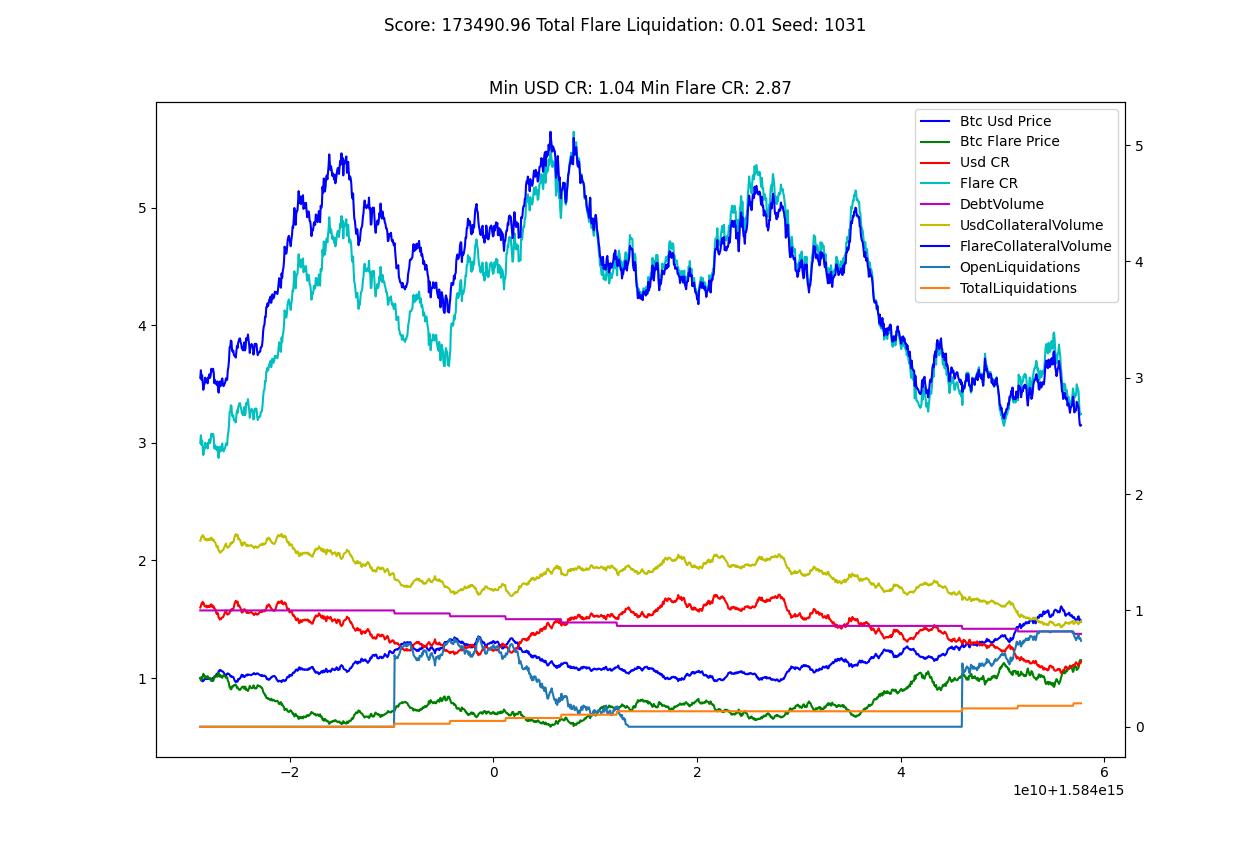 Score: 173490.96 Total Flare Liquidation: 0.01 Seed: 1031
Min USD CR: 1.04 Min Flare CR: 2.87
Btc Usd Price
Btc Flare Price
Usd CR
Flare CR
DebtVolume
UsdCollateralVolume
FlareCollateralVolume
OpenLiquidations
TotalLiquidations
5
4
3
2
1
5
4
3
2
1
0
−2
0
2
4
6
1e10+1.584e15